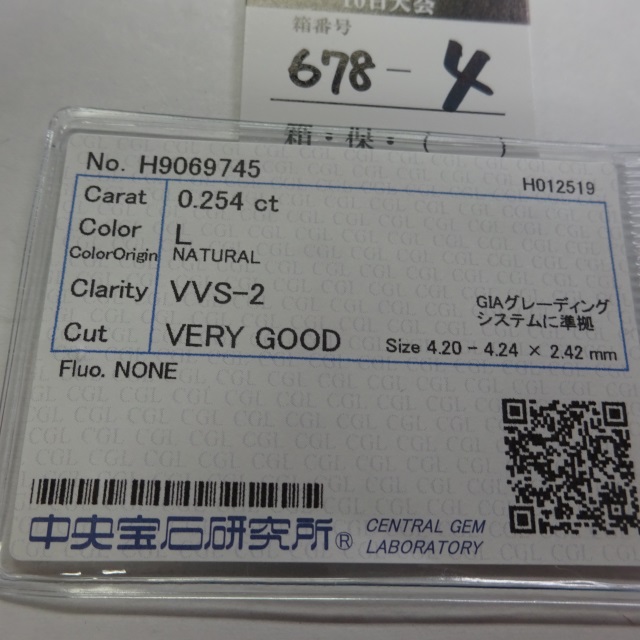 10日大会
箱番号
678-4
箱・保・(　　)
No. H9069745
H012519
Carat 0.254 ct
Color L
ColorOrigin NATURAL
Clarity VVS-2
GIAグレーディング
システムに準拠
Cut VERY GOOD
Size 4.20 - 4.24 × 2.42 mm
Fluo. NONE
中央宝石研究所® CENTRAL GEM
LABORATORY